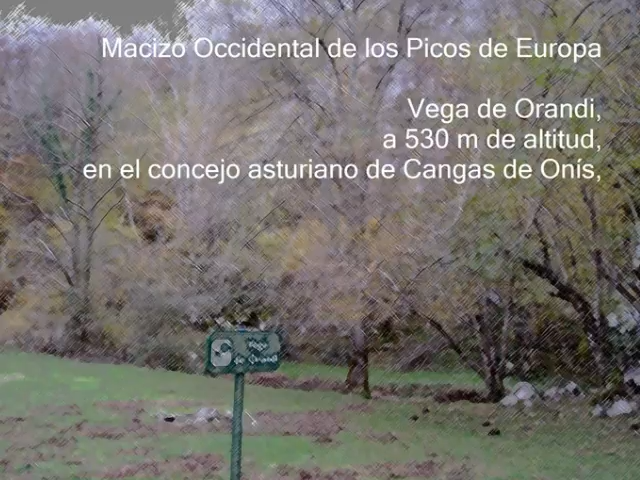 Macizo Occidental de los Picos de Europa
Vega de Orandi,
a 530 m de altitud,
en el concejo asturiano de Cangas de Onís,
Vega
de Orandi